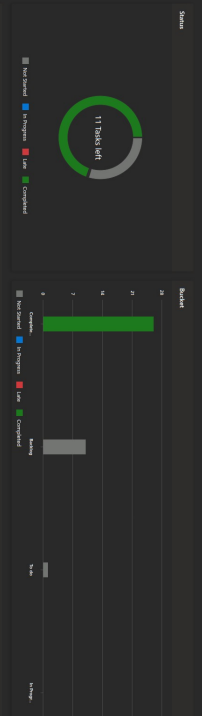 Status
11 Tasks left
Not Started
In Progress
Late
Completed
Bucket
28
21
14
7
0
Complete...
Backlog
To do
In Progr...
Not Started
In Progress
Late
Completed